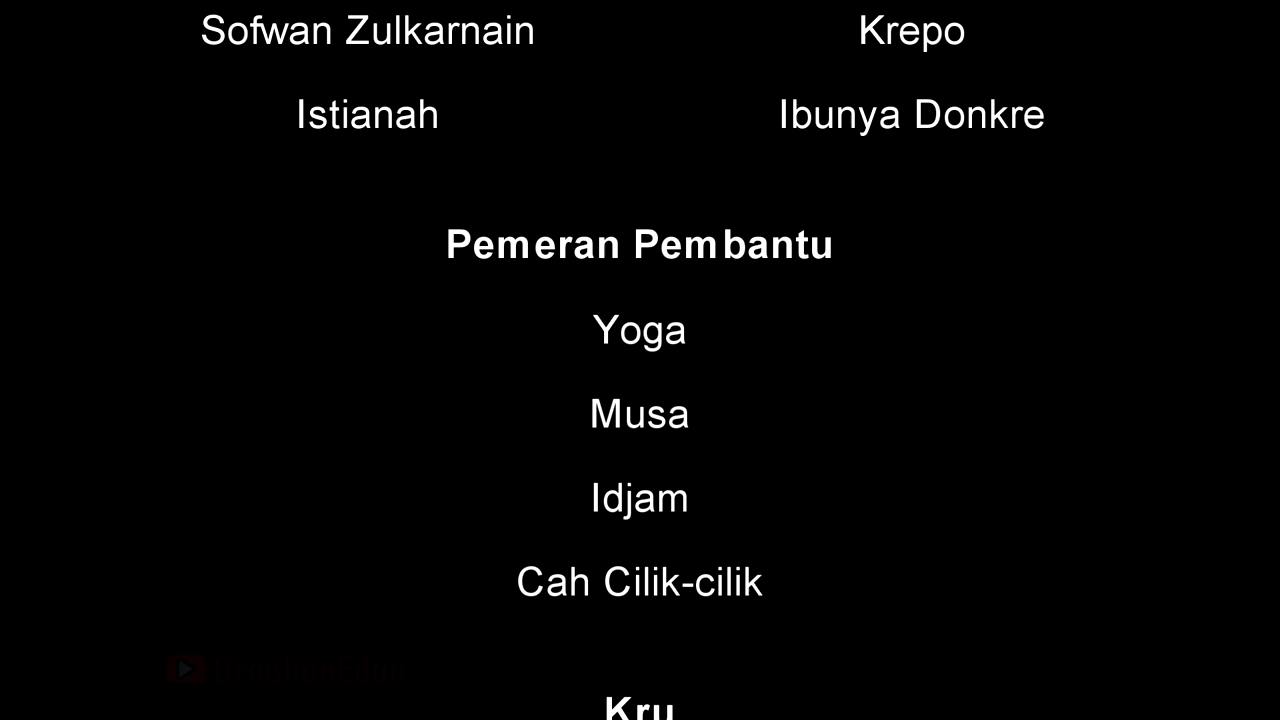 Sofwan Zulkarnain Krepo
Istianah Ibunya Donkre
Pemeran Pembantu
Yoga
Musa
Idjam
Cah Cilik-cilik
Kru